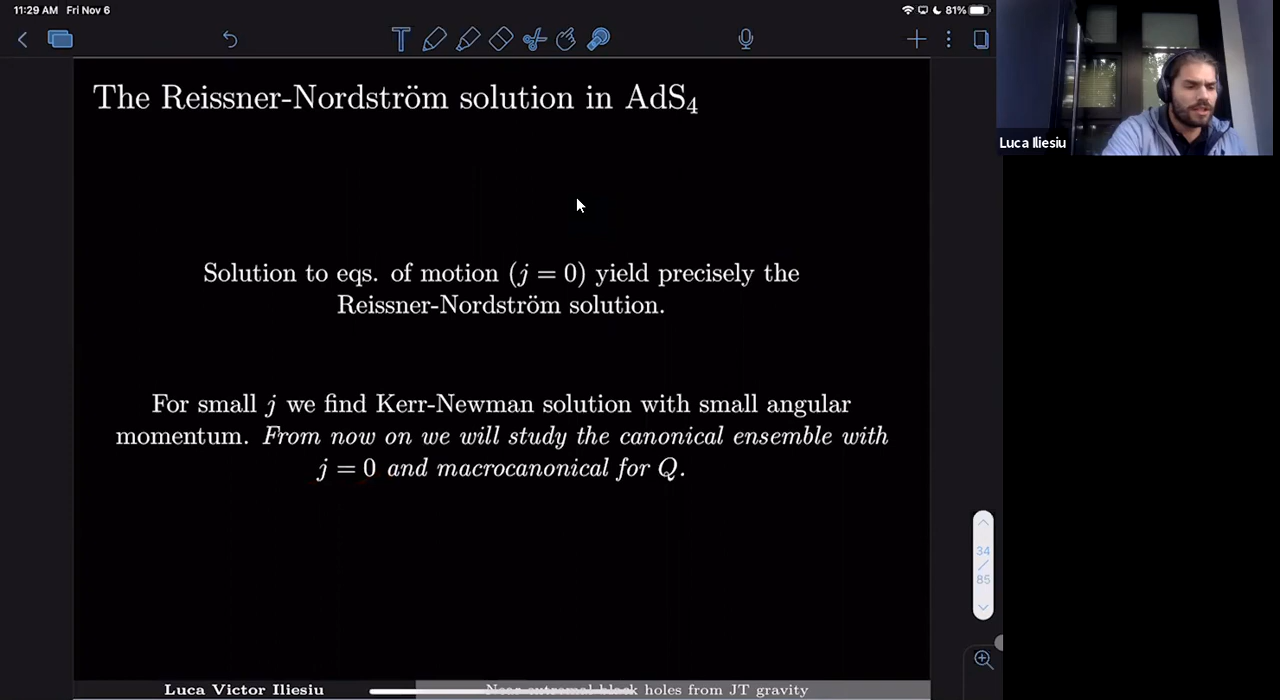 11:29 AM Fri Nov 6
81%
The Reissner-Nordström solution in AdS₄
Luca Iliesiu
Solution to eqs. of motion (j = 0) yield precisely the
Reissner-Nordström solution.
For small j we find Kerr-Newman solution with small angular
momentum. From now on we will study the canonical ensemble with
j = 0 and macrocanonical for Q.
34
/
85
Luca Victor Iliesiu
Near extremal black holes from JT gravity